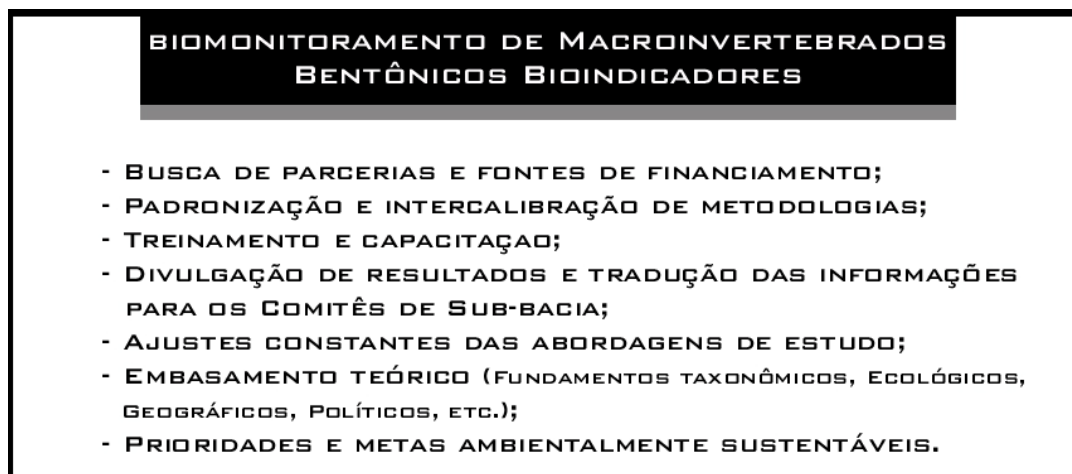 BIOMONITORAMENTO DE MACROINVERTEBRADOS
BENTÔNICOS BIOINDICADORES
- BUSCA DE PARCERIAS E FONTES DE FINANCIAMENTO;
- PADRONIZAÇÃO E INTERCALIBRAÇÃO DE METODOLOGIAS;
- TREINAMENTO E CAPACITAÇAO;
- DIVULGAÇÃO DE RESULTADOS E TRADUÇÃO DAS INFORMAÇÕES
PARA OS COMITÊS DE SUB-BACIA;
- AJUSTES CONSTANTES DAS ABORDAGENS DE ESTUDO;
- EMBASAMENTO TEÓRICO (FUNDAMENTOS TAXONÔMICOS, ECOLÓGICOS,
GEOGRÁFICOS, POLÍTICOS, ETC.);
- PRIORIDADES E METAS AMBIENTALMENTE SUSTENTÁVEIS.